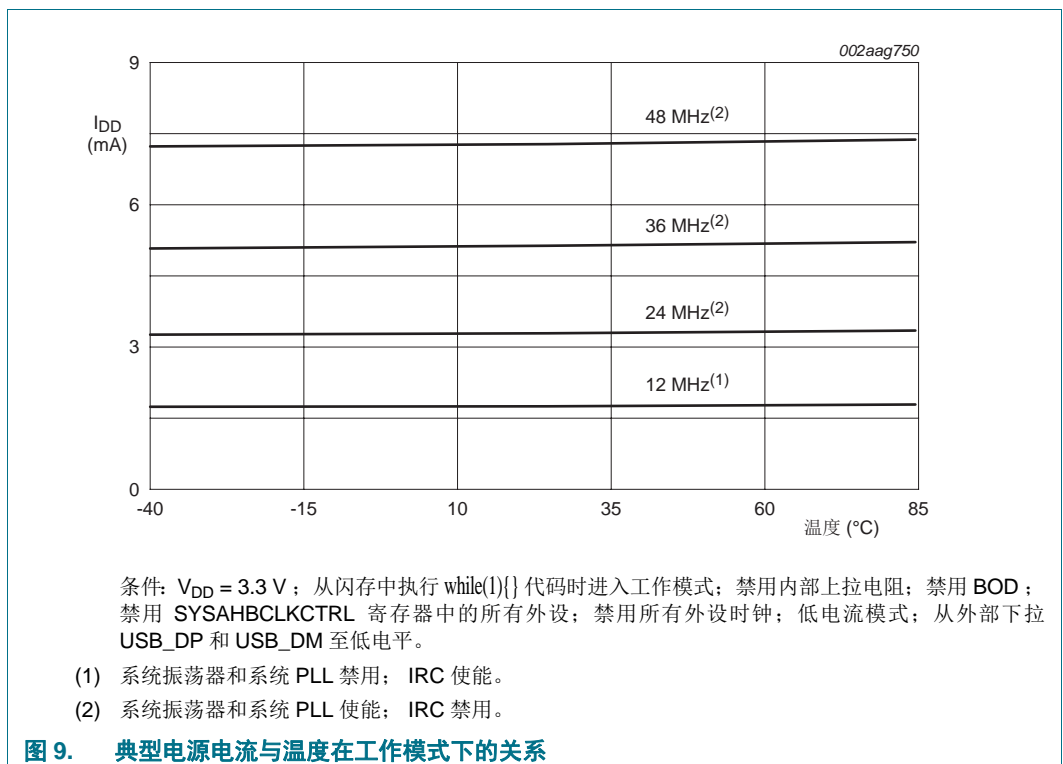 002aag750
9
48 MHz(2)
IDD
(mA)
6
36 MHz(2)
24 MHz(2)
3
12 MHz(1)
0
-40 -15 10 35 60 85
温度 (°C)
条件: VDD = 3.3 V；从闪存中执行 while(1){} 代码时进入工作模式；禁用内部上拉电阻；禁用 BOD；
禁用 SYSAHBCLKCTRL 寄存器中的所有外设；禁用所有外设时钟；低电流模式；从外部下拉
USB_DP 和 USB_DM 至低电平。
(1) 系统振荡器和系统 PLL 禁用； IRC 使能。
(2) 系统振荡器和系统 PLL 使能； IRC 禁用。
图 9. 典型电源电流与温度在工作模式下的关系